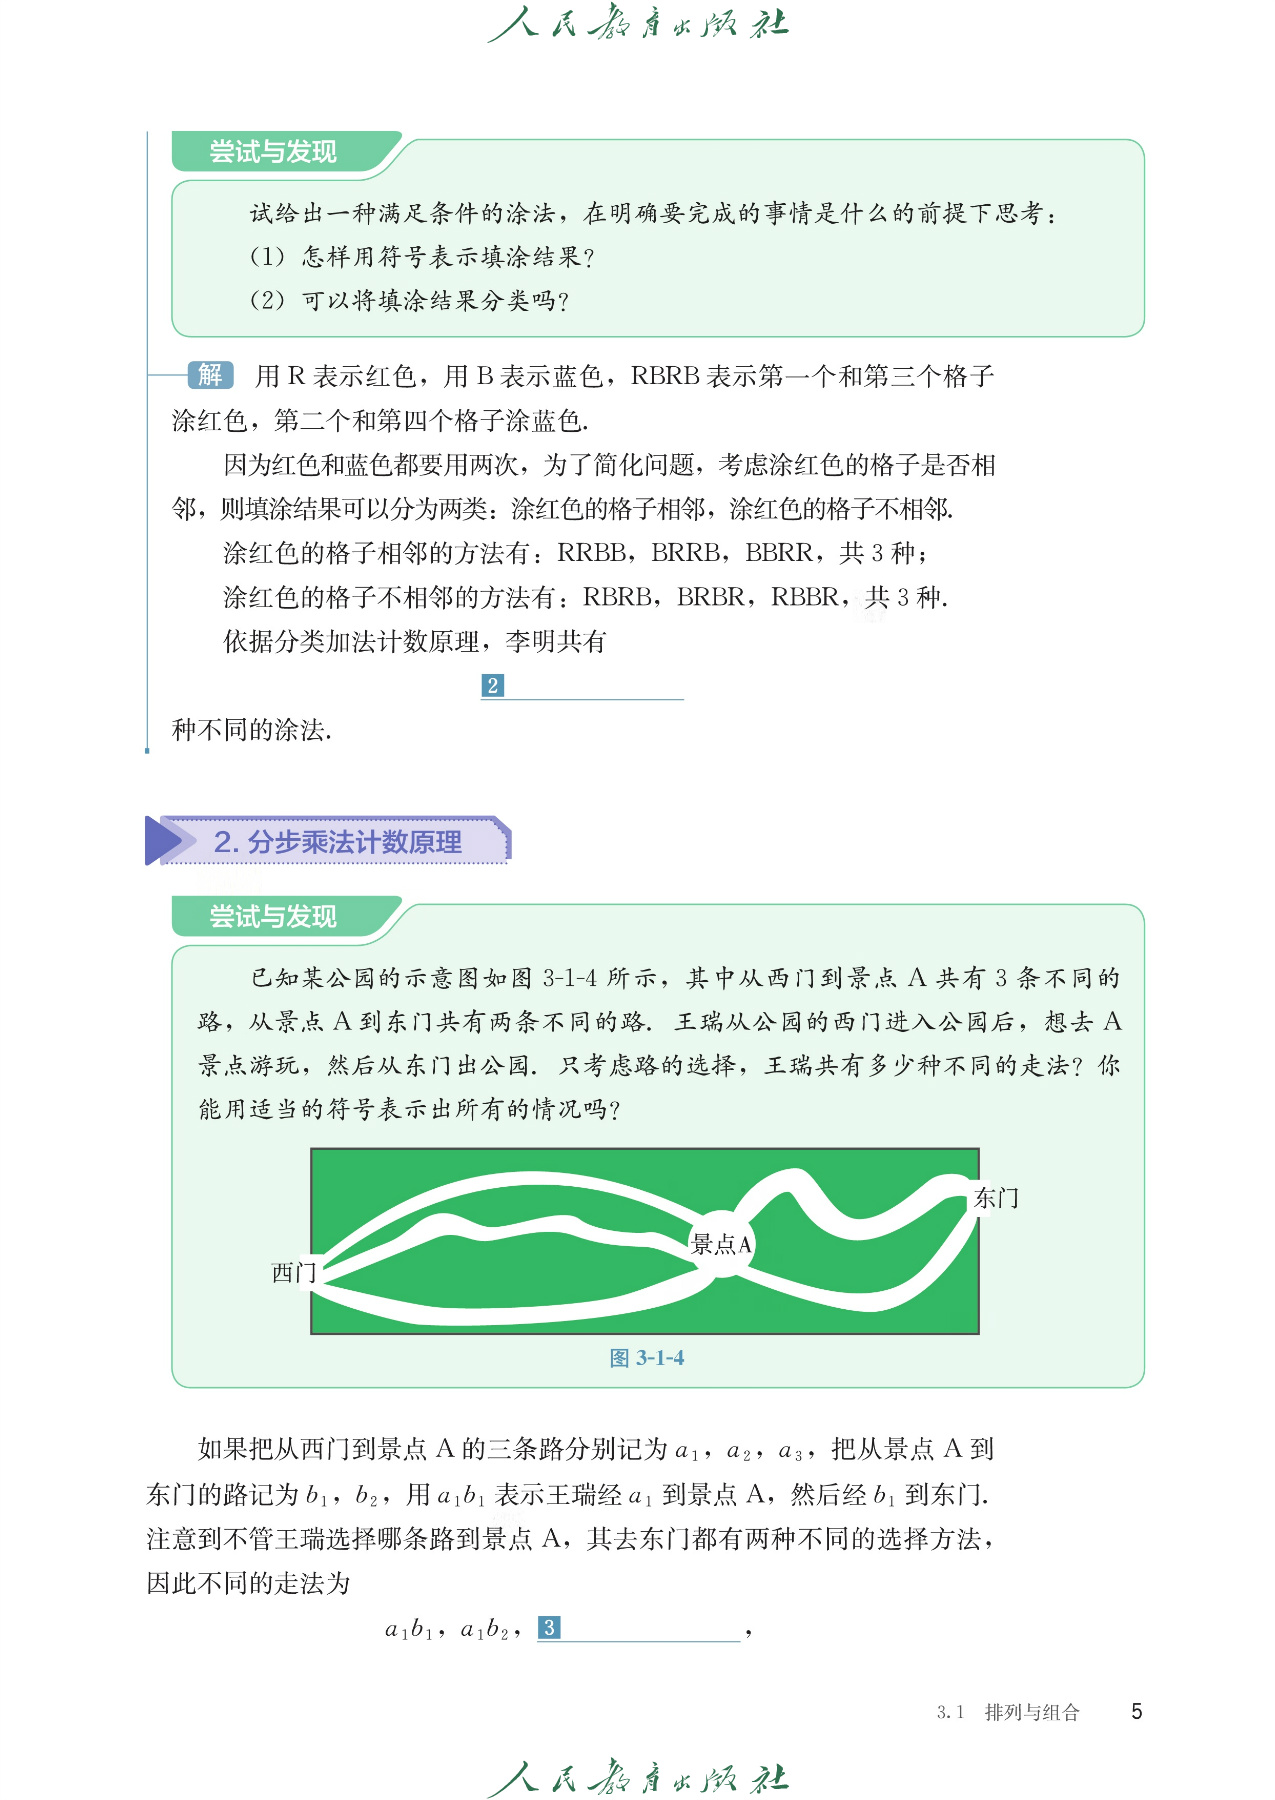 人民教育出版社
尝试与发现
试给出一种满足条件的涂法，在明确要完成的事情是什么的前提下思考：
（1）怎样用符号表示填涂结果？
（2）可以将填涂结果分类吗？
解 用 R 表示红色，用 B 表示蓝色，RBRB 表示第一个和第三个格子
涂红色，第二个和第四个格子涂蓝色.
因为红色和蓝色都要用两次，为了简化问题，考虑涂红色的格子是否相
邻，则填涂结果可以分为两类：涂红色的格子相邻，涂红色的格子不相邻.
涂红色的格子相邻的方法有：RRBB，BRRB，BBRR，共 3 种；
涂红色的格子不相邻的方法有：RBRB，BRBR，RBBR，共 3 种.
依据分类加法计数原理，李明共有
2
种不同的涂法.
2. 分步乘法计数原理
尝试与发现
已知某公园的示意图如图 3-1-4 所示，其中从西门到景点 A 共有 3 条不同的
路，从景点 A 到东门共有两条不同的路. 王瑞从公园的西门进入公园后，想去 A
景点游玩，然后从东门出公园. 只考虑路的选择，王瑞共有多少种不同的走法？你
能用适当的符号表示出所有的情况吗？
东门
景点A
西门
图 3-1-4
如果把从西门到景点 A 的三条路分别记为 a₁，a₂，a₃，把从景点 A 到
东门的路记为 b₁，b₂，用 a₁b₁ 表示王瑞经 a₁ 到景点 A，然后经 b₁ 到东门.
注意到不管王瑞选择哪条路到景点 A，其去东门都有两种不同的选择方法，
因此不同的走法为
a₁b₁，a₁b₂，3，
3.1 排列与组合 5
人民教育出版社